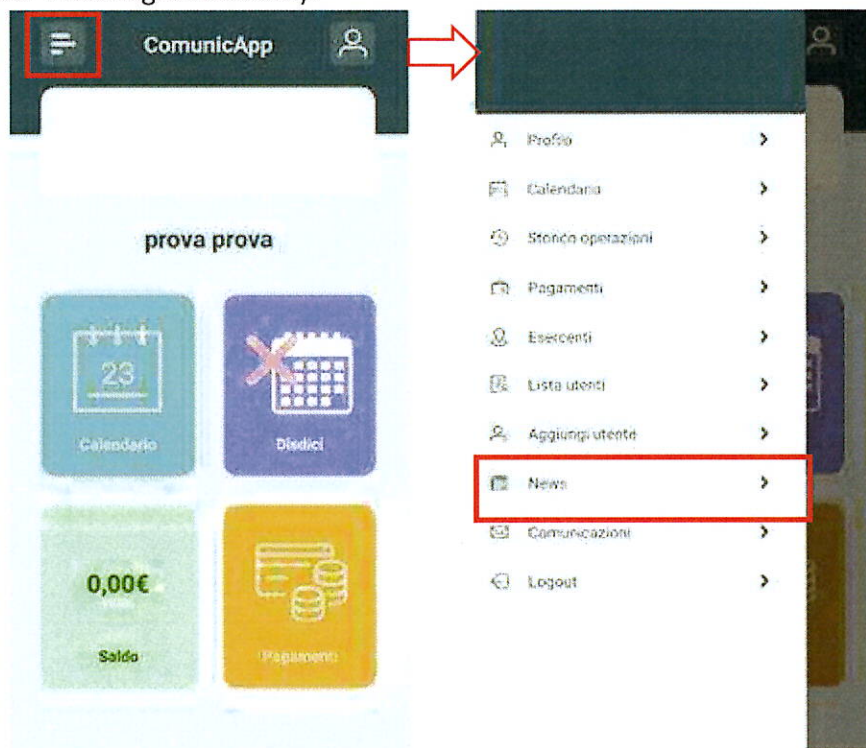 ComunicApp
prova prova
23
Calendario
Disdici
0,00€
Saldo
Pagamenti
Profilo
Calendario
Storico operazioni
Pagamenti
Esercenti
Lista utenti
Aggiungi utente
News
Comunicazioni
Logout